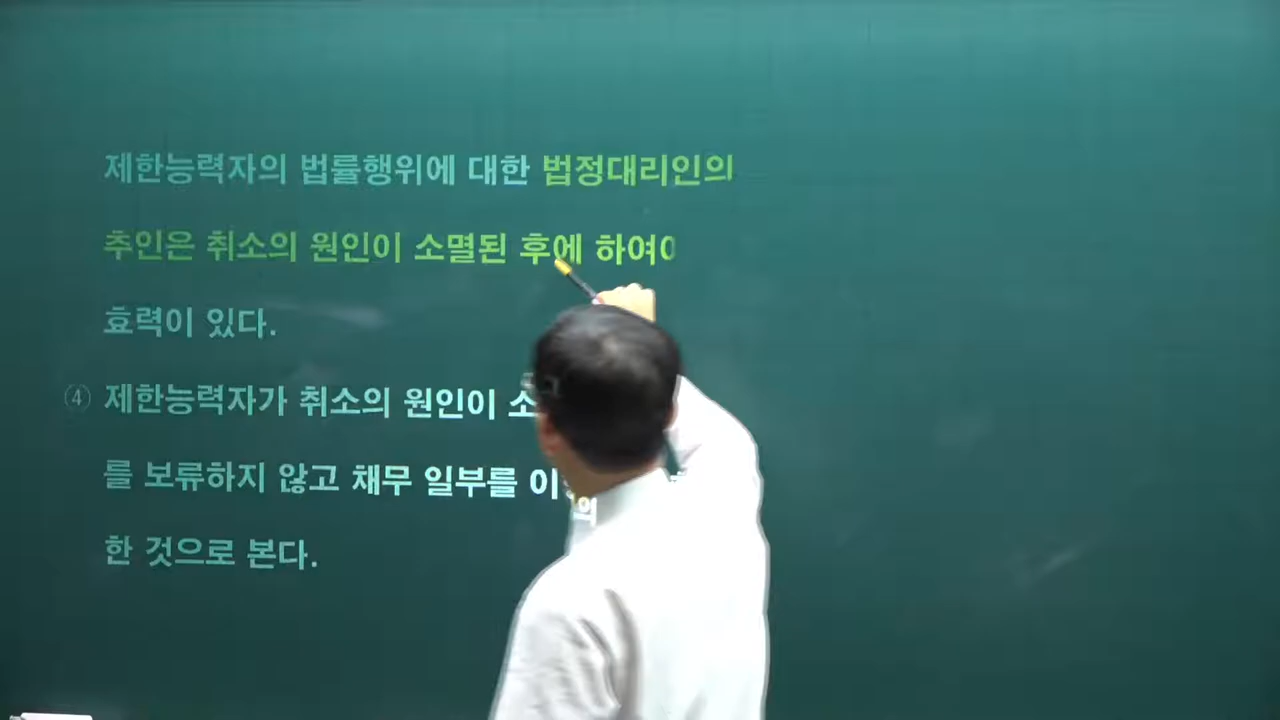 제한능력자의 법률행위에 대한 법정대리인의
추인은 취소의 원인이 소멸된 후에 하여
효력이 있다.
④ 제한능력자가 취소의 원인이
를 보류하지 않고 채무 일부를
한 것으로 본다.